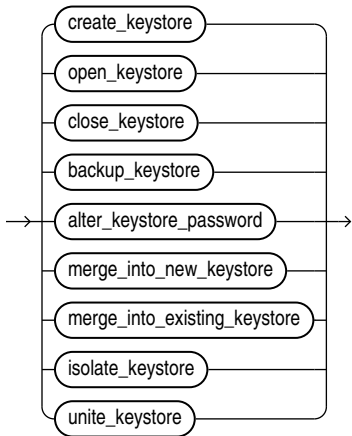 create_keystore
open_keystore
close_keystore
backup_keystore
alter_keystore_password
merge_into_new_keystore
merge_into_existing_keystore
isolate_keystore
unite_keystore